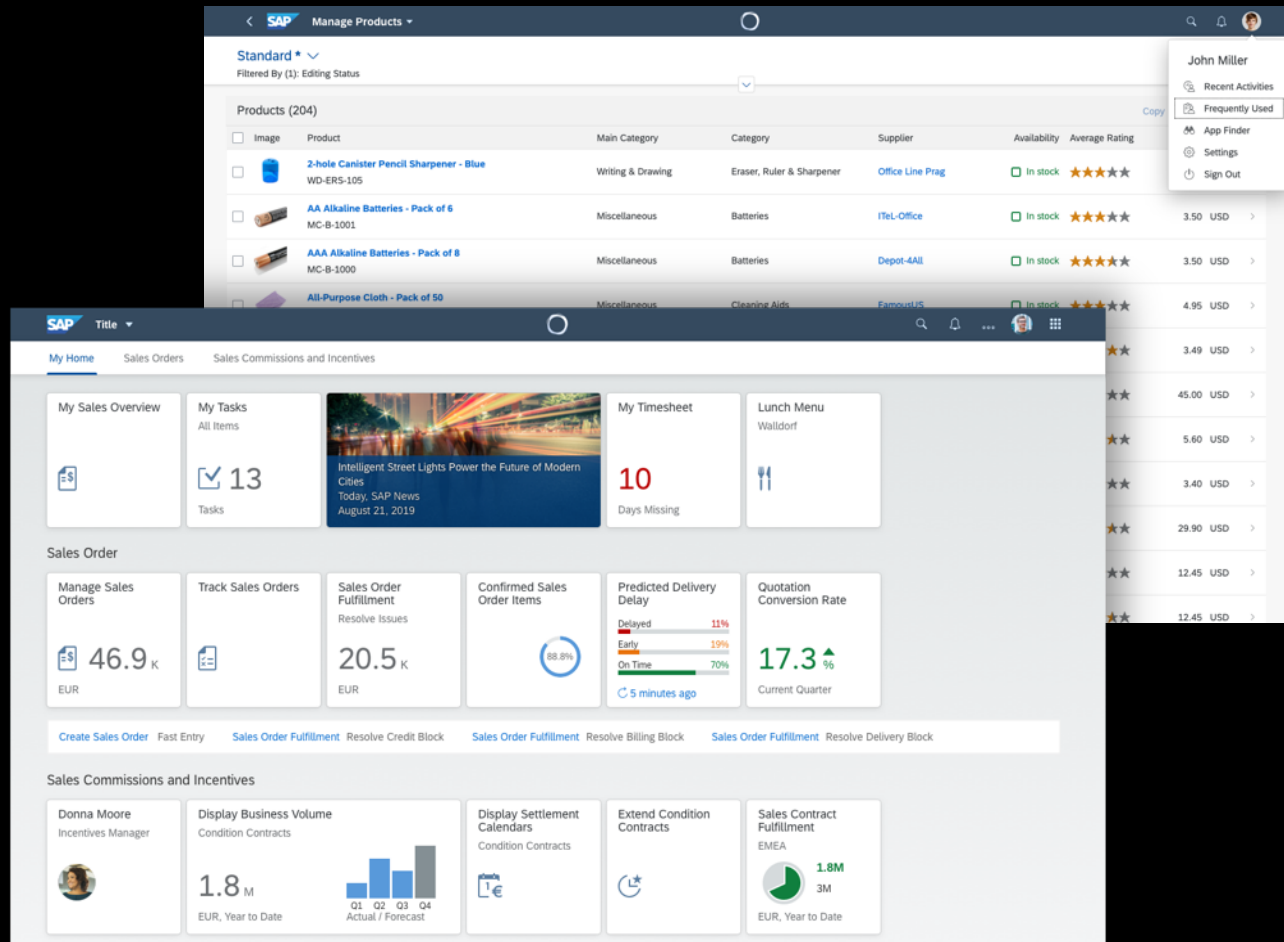 SAP Manage Products
Standard *
Filtered By (1): Editing Status
Products (204)
Copy
Image Product Main Category Category Supplier Availability Average Rating
2-hole Canister Pencil Sharpener - Blue
WD-ERS-105
Writing & Drawing Eraser, Ruler & Sharpener Office Line Prag In stock
AA Alkaline Batteries - Pack of 6
MC-B-1001
Miscellaneous Batteries ITeL-Office In stock 3.50 USD
AAA Alkaline Batteries - Pack of 8
MC-B-1000
Miscellaneous Batteries Depot-4All In stock 3.50 USD
All-Purpose Cloth - Pack of 50
Miscellaneous Cleaning Aids FamousUS In stock 4.95 USD
3.49 USD
45.00 USD
5.60 USD
3.40 USD
29.90 USD
12.45 USD
12.45 USD
John Miller
Recent Activities
Frequently Used
App Finder
Settings
Sign Out
SAP Title
My Home Sales Orders Sales Commissions and Incentives
My Sales Overview
My Tasks
All Items
13
Tasks
Intelligent Street Lights Power the Future of Modern
Cities
Today, SAP News
August 21, 2019
My Timesheet
10
Days Missing
Lunch Menu
Walldorf
Sales Order
Manage Sales
Orders
46.9 K
EUR
Track Sales Orders
Sales Order
Fulfillment
Resolve Issues
20.5 K
EUR
Confirmed Sales
Order Items
88.8%
Predicted Delivery
Delay
Delayed 11%
Early 19%
On Time 70%
5 minutes ago
Quotation
Conversion Rate
17.3 %
Current Quarter
Create Sales Order Fast Entry Sales Order Fulfillment Resolve Credit Block Sales Order Fulfillment Resolve Billing Block Sales Order Fulfillment Resolve Delivery Block
Sales Commissions and Incentives
Donna Moore
Incentives Manager
Display Business Volume
Condition Contracts
1.8 M
EUR, Year to Date
Q1 Q2 Q3 Q4
Actual / Forecast
Display Settlement
Calendars
Condition Contracts
1 €
Extend Condition
Contracts
Sales Contract
Fulfillment
EMEA
1.8M
3M
EUR, Year to Date